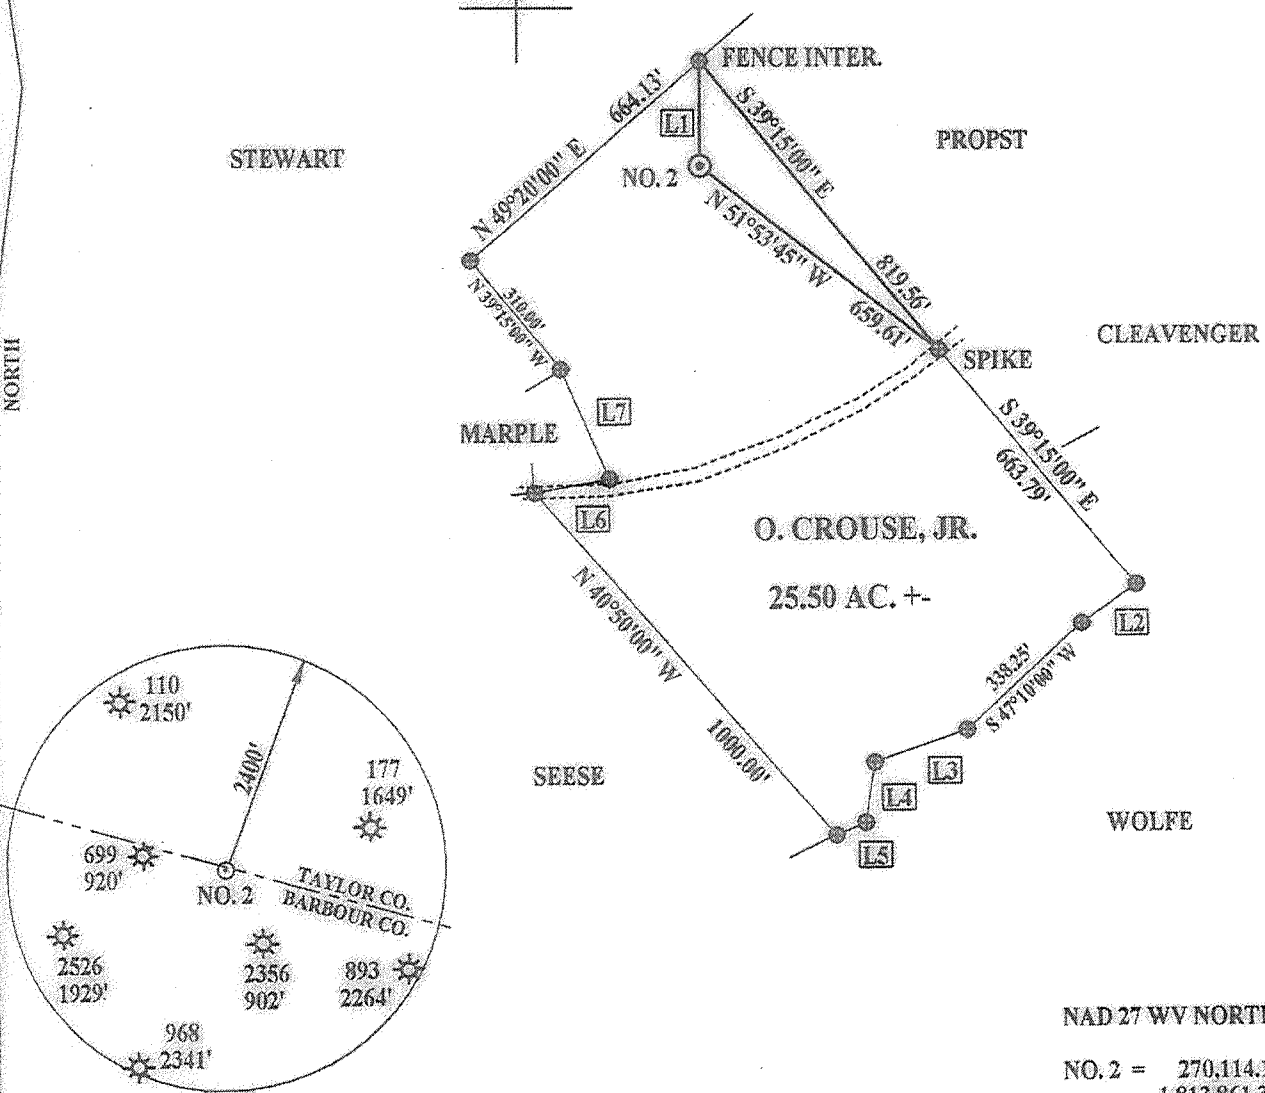 FENCE INTER.
664.13'
L1
S 39°15'00" E
PROPST
STEWART
N 49°20'00" E
NO. 2
N 51°53'45" W
819.56'
659.61'
310.00'
N 39°15'00" W
NORTH
CLEAVENGER
SPIKE
L7
S 39°15'00" E
663.79'
MARPLE
L6
O. CROUSE, JR.
25.50 AC. +-
N 40°50'00" W
L2
338.25'
S 47°10'00" W
1000.00'
110
2150'
2400'
177
1649'
SEESE
L3
L4
L5
WOLFE
699
920'
NO. 2
TAYLOR CO.
BARBOUR CO.
2526
1929'
2356
902'
893
2264'
968
2341'
NAD 27 WV NORTH
NO. 2 = 270,114.